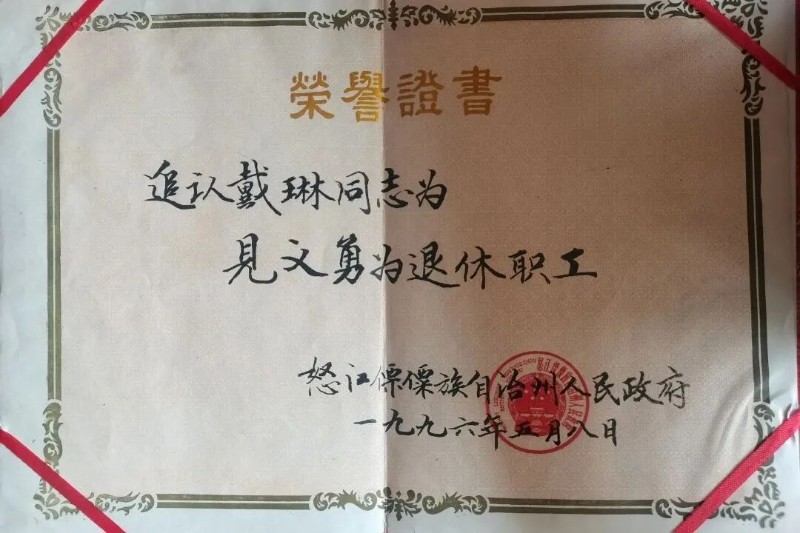 榮譽證書
追认戴琳同志为
見义勇为退休职工
怒江傈僳族自治州人民政府
一九九六年五月八日